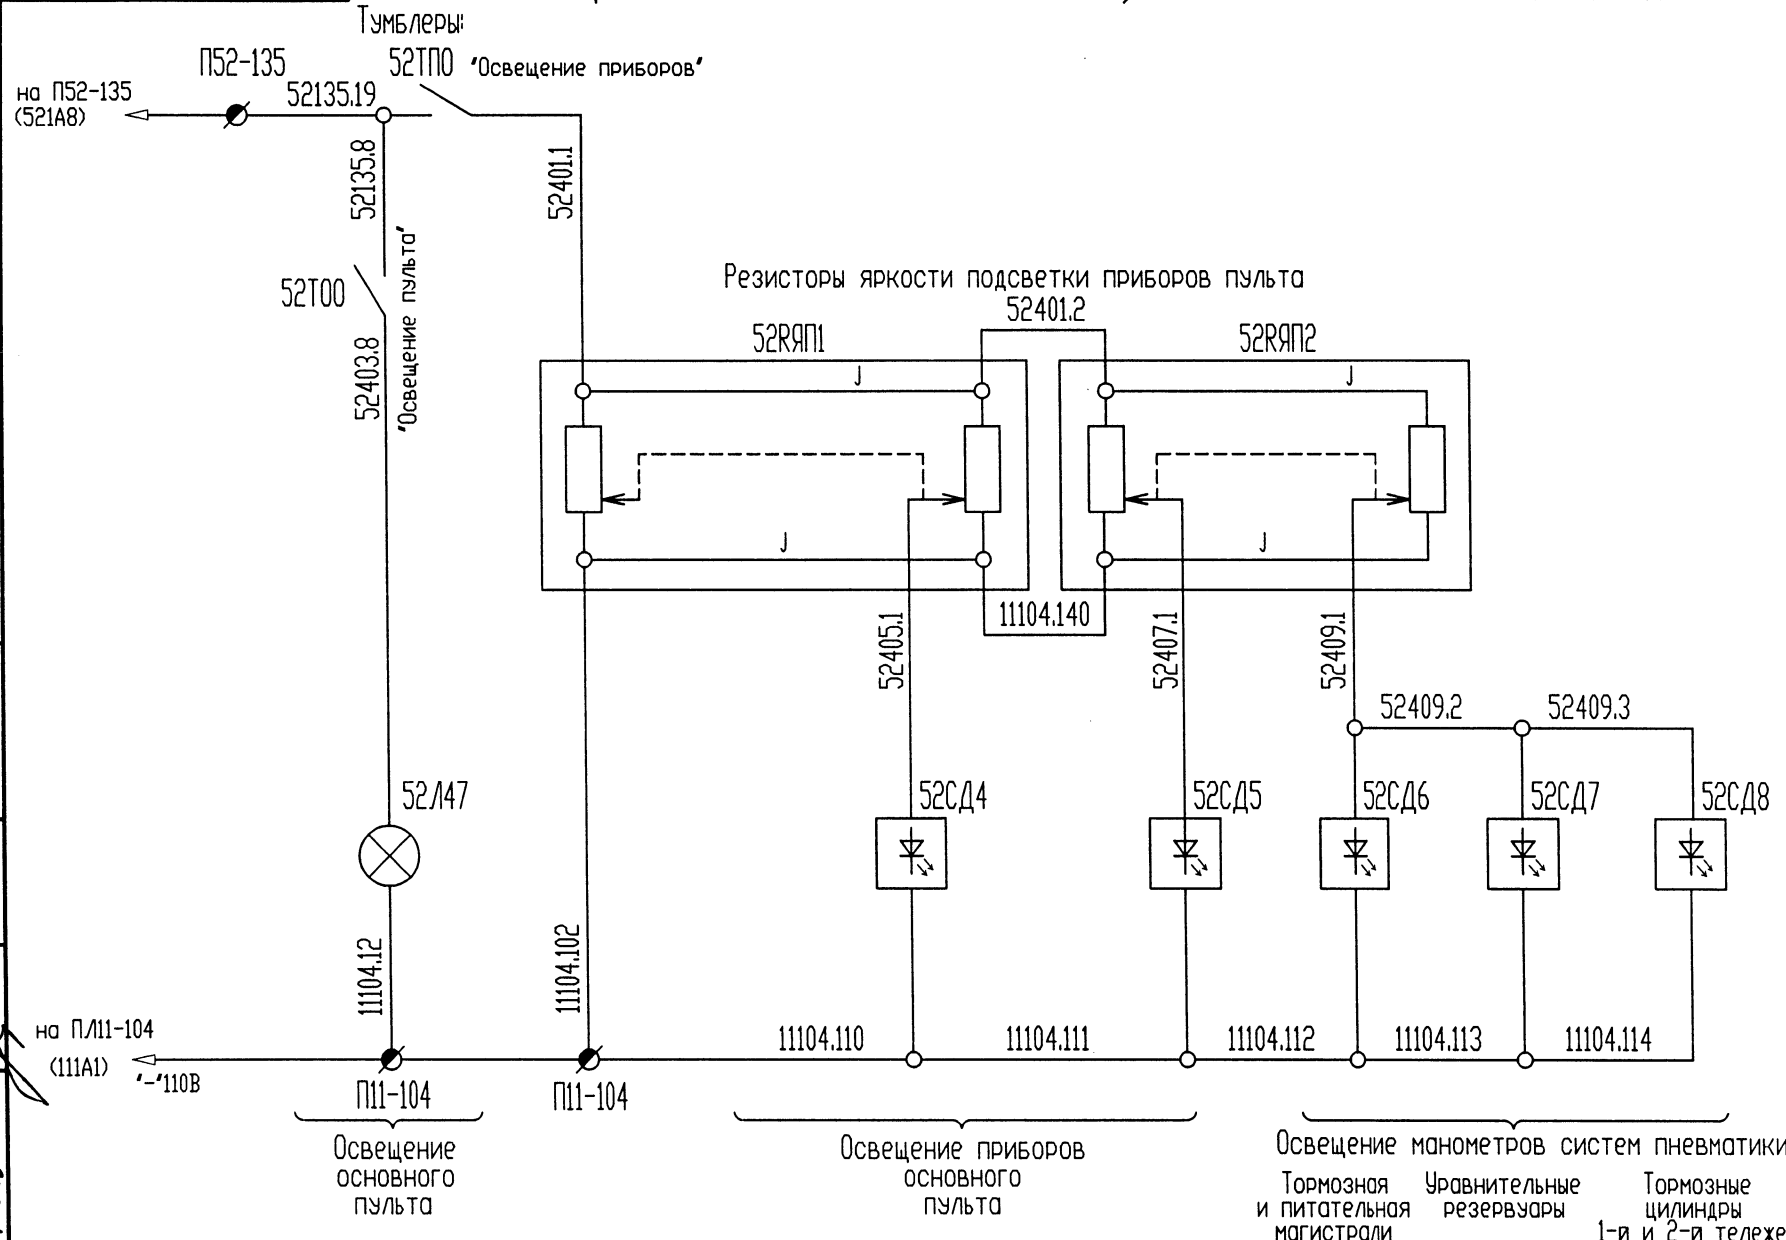 Тумблеры:
П52-135
52ТПО "Освещение приборов"
на П52-135
(521А8)
52135.19
52135.8
52401.1
"Освещение пульта"
52ТОО
52403.8
Резисторы яркости подсветки приборов пульта
52401.2
52RЯП1
52RЯП2
J
J
J
J
11104.140
52405.1
52407.1
52409.1
52409.2
52409.3
52Л47
52СД4
52СД5
52СД6
52СД7
52СД8
11104.12
11104.102
на ПЛ11-104
(111А1)
"-"110В
11104.110
11104.111
11104.112
11104.113
11104.114
П11-104
П11-104
Освещение
основного
пульта
Освещение приборов
основного
пульта
Освещение манометров систем пневматики
Тормозная
и питательная
магистрали
Уравнительные
резервуары
Тормозные
цилиндры
1-й и 2-й тележе